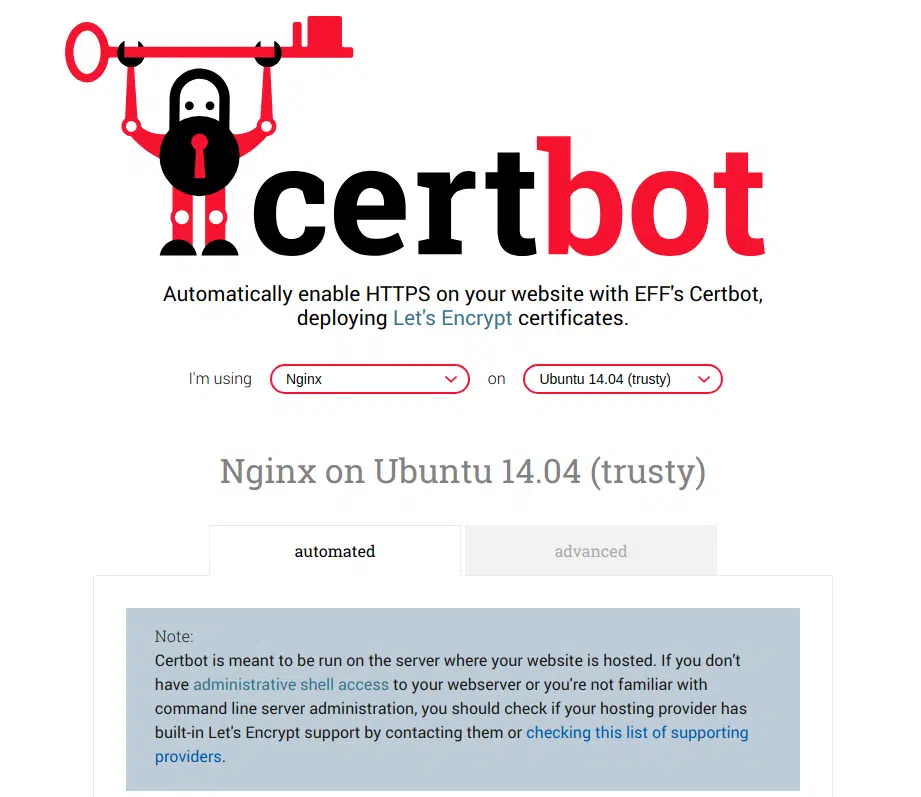 certbot
Automatically enable HTTPS on your website with EFF's Certbot,
deploying Let's Encrypt certificates.
I'm using Nginx on Ubuntu 14.04 (trusty)
Nginx on Ubuntu 14.04 (trusty)
automated advanced
Note:
Certbot is meant to be run on the server where your website is hosted. If you don't
have administrative shell access to your webserver or you're not familiar with
command line server administration, you should check if your hosting provider has
built-in Let's Encrypt support by contacting them or checking this list of supporting
providers.